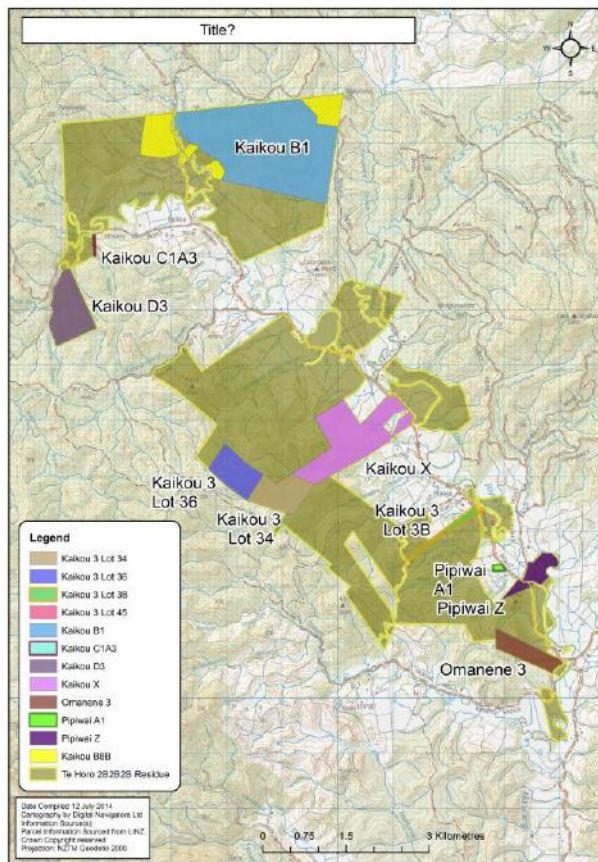 Title?
N
W
E
S
Kaikou B1
Kaikou C1A3
Kaikou D3
Kaikou X
Kaikou 3
Lot 36
Kaikou 3
Lot 34
Kaikou 3
Lot 3B
Pipiwai
A1
Pipiwai Z
Omanene 3
Legend
Kaikou 3 Lot 34
Kaikou 3 Lot 36
Kaikou 3 Lot 3B
Kaikou 3 Lot 45
Kaikou B1
Kaikou C1A3
Kaikou D3
Kaikou X
Omanene 3
Pipiwai A1
Pipiwai Z
Kaikou B8B
Te Horo 2B2B2B Residue
Date Compiled 12 July 2014
Cartography by Digital Navigators Ltd
Information Source(s):
Parcel Information Sourced from LINZ
Crown Copyright reserved
Projection: NZTM Geodetic 2000
0 0.75 1.5 3 Kilometres